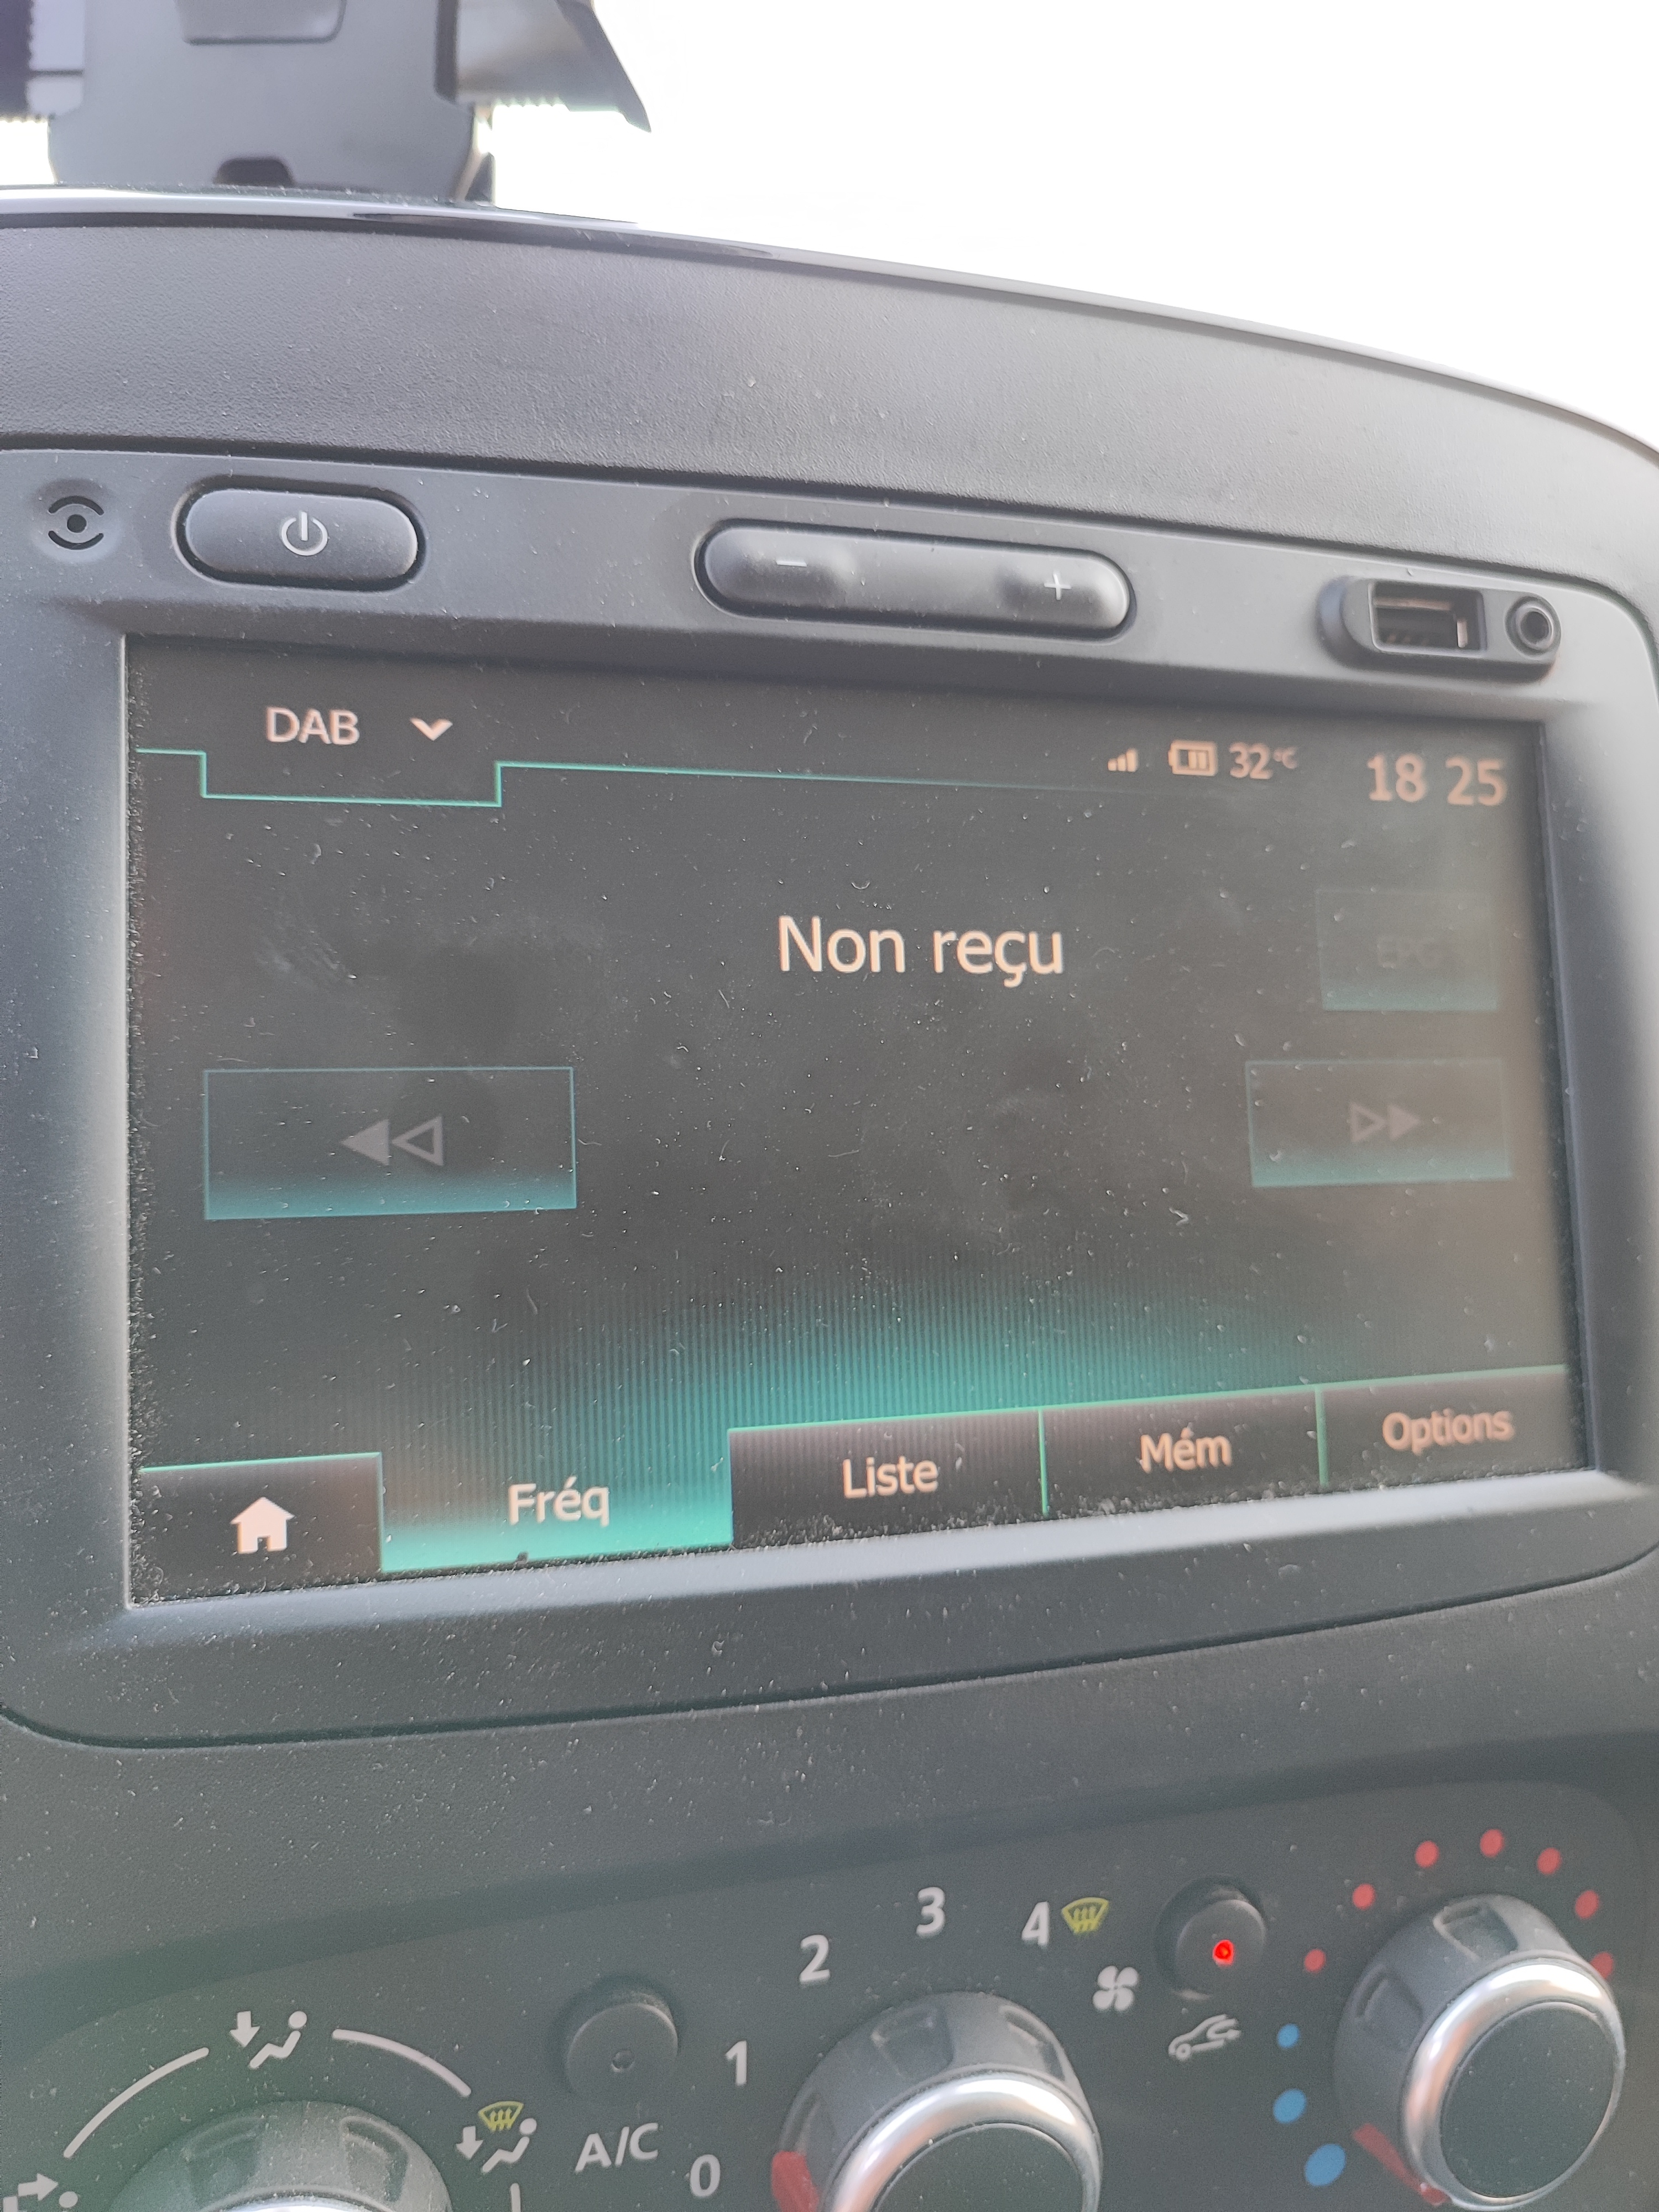 DAB
32°C
18 25
Non reçu
Fréq
Liste
Mém
Options
0
1
2
3
4
A/C